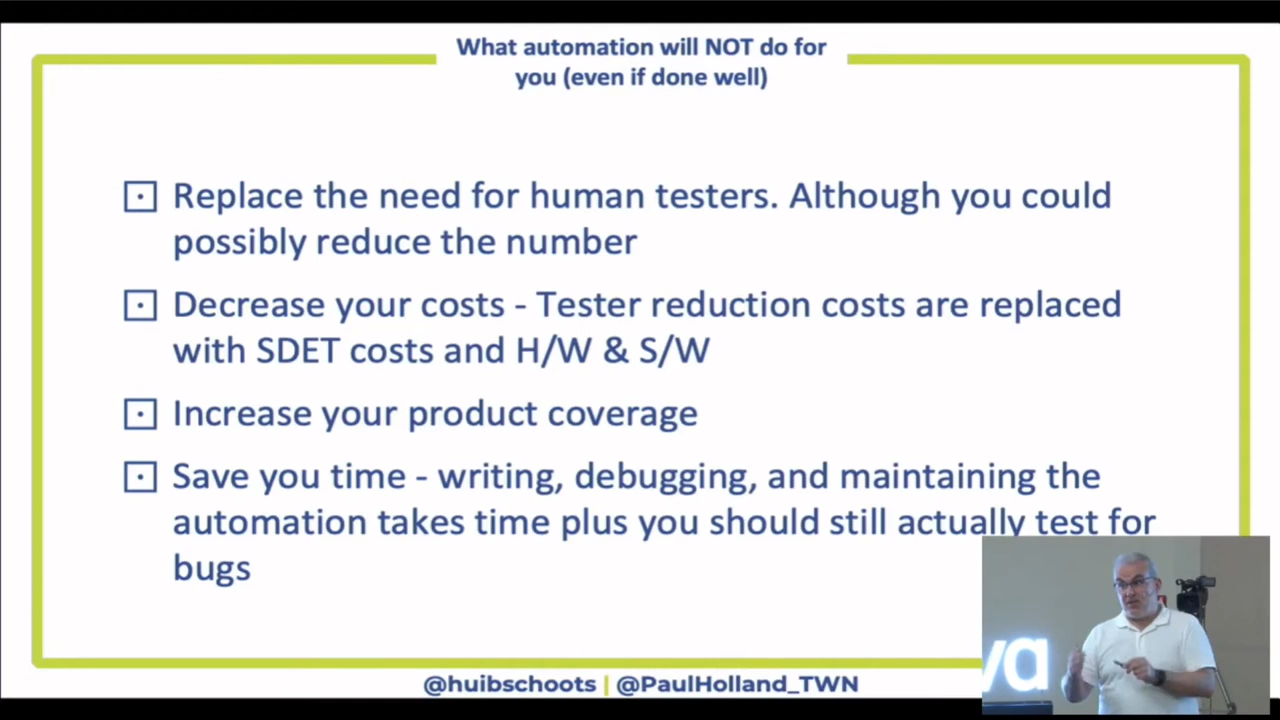 What automation will NOT do for
you (even if done well)
Replace the need for human testers. Although you could
possibly reduce the number
Decrease your costs - Tester reduction costs are replaced
with SDET costs and H/W & S/W
Increase your product coverage
Save you time - writing, debugging, and maintaining the
automation takes time plus you should still actually test for
bugs
@huibschoots | @PaulHolland_TWN
va